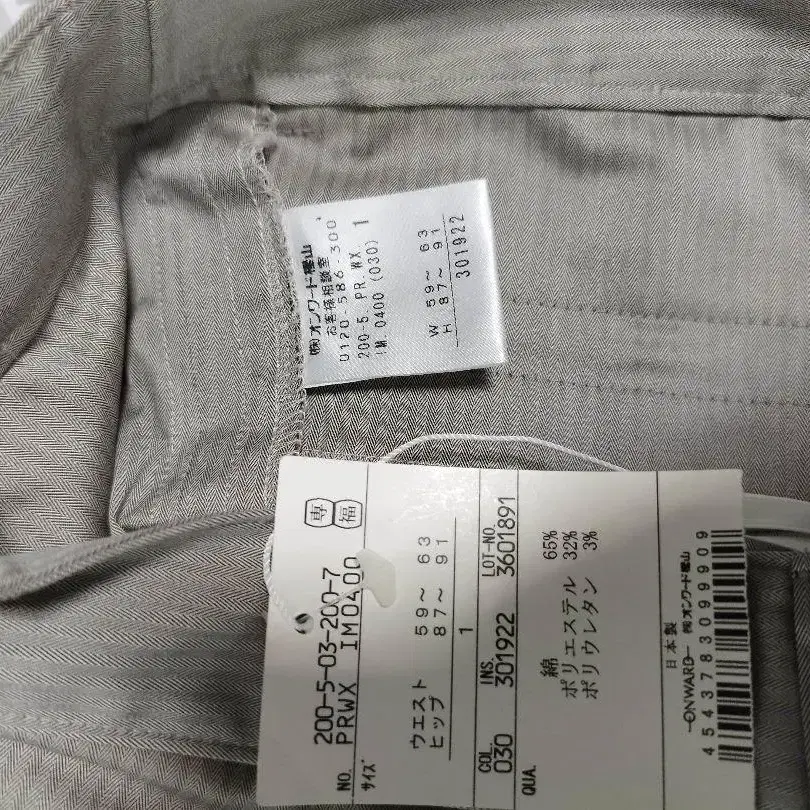 ㈱オンワード樫山
お客様相談室
0120-586-300
200-5. PR.WX 1
IM.0400 (030)
W 59～ 63
H 87～ 91
301922
専 福
NO. 200-5-03-200-7
PRWX IM0400
サイズ
ウエスト 59～ 63
ヒップ 87～ 91
1
COL. INS. LOT-NO.
030 301922 3601891
QUA.
綿 65%
ポリエステル 32%
ポリウレタン 3%
日本製
ONWARD ㈱オンワード樫山
4543783099909